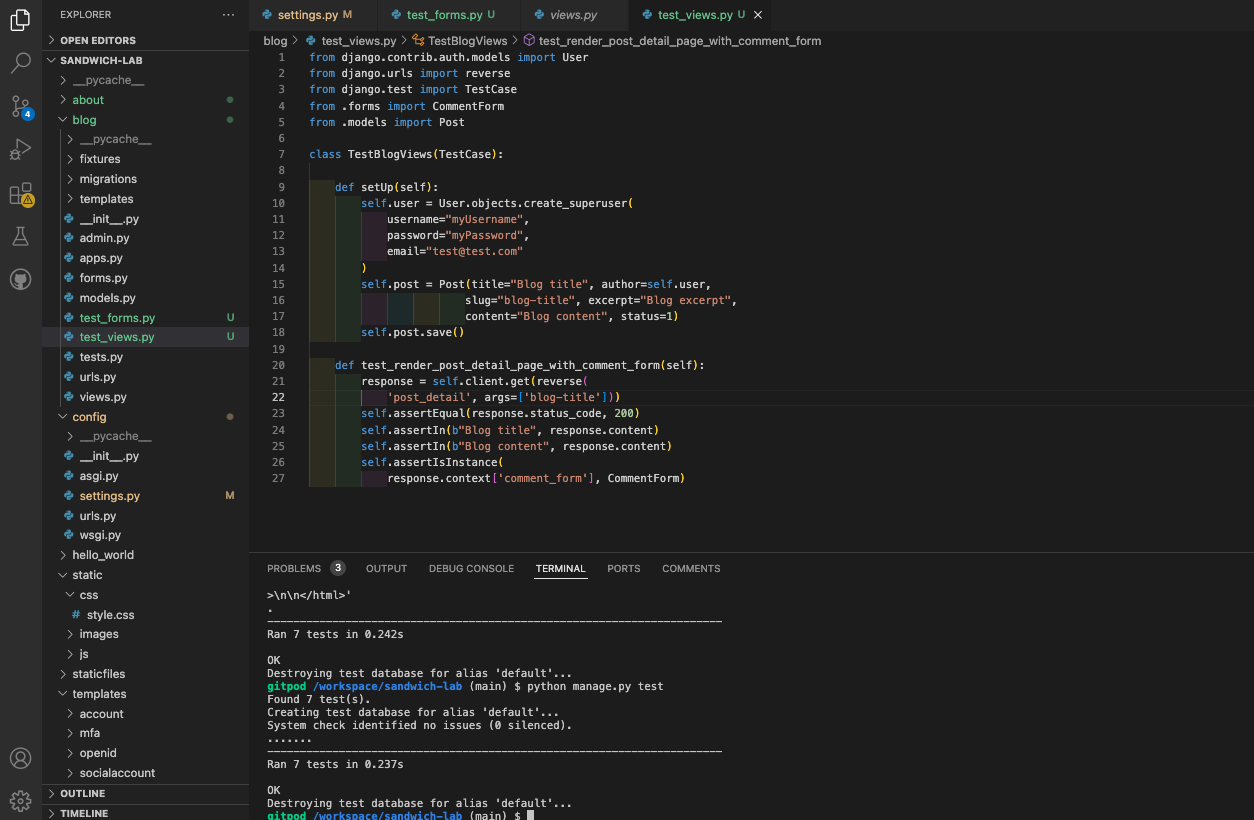 EXPLORER
···
OPEN EDITORS
SANDWICH-LAB
__pycache__
about
blog
__pycache__
fixtures
migrations
templates
__init__.py
admin.py
apps.py
forms.py
models.py
test_forms.py U
test_views.py U
tests.py
urls.py
views.py
config
__pycache__
__init__.py
asgi.py
settings.py M
urls.py
wsgi.py
hello_world
static
css
# style.css
images
js
staticfiles
templates
account
mfa
openid
socialaccount
OUTLINE
TIMELINE
4
settings.py M
test_forms.py U
views.py
test_views.py U
blog > test_views.py > TestBlogViews > test_render_post_detail_page_with_comment_form
1 from django.contrib.auth.models import User
2 from django.urls import reverse
3 from django.test import TestCase
4 from .forms import CommentForm
5 from .models import Post
6
7 class TestBlogViews(TestCase):
8
9 def setUp(self):
10 self.user = User.objects.create_superuser(
11 username="myUsername",
12 password="myPassword",
13 email="test@test.com"
14 )
15 self.post = Post(title="Blog title", author=self.user,
16 slug="blog-title", excerpt="Blog excerpt",
17 content="Blog content", status=1)
18 self.post.save()
19
20 def test_render_post_detail_page_with_comment_form(self):
21 response = self.client.get(reverse(
22 'post_detail', args=['blog-title']))
23 self.assertEqual(response.status_code, 200)
24 self.assertIn(b"Blog title", response.content)
25 self.assertIn(b"Blog content", response.content)
26 self.assertIsInstance(
27 response.context['comment_form'], CommentForm)
PROBLEMS 3 OUTPUT DEBUG CONSOLE TERMINAL PORTS COMMENTS
>\n\n</html>'
.
----------------------------------------------------------------------
Ran 7 tests in 0.242s
OK
Destroying test database for alias 'default'...
gitpod /workspace/sandwich-lab (main) $ python manage.py test
Found 7 test(s).
Creating test database for alias 'default'...
System check identified no issues (0 silenced).
.......
----------------------------------------------------------------------
Ran 7 tests in 0.237s
OK
Destroying test database for alias 'default'...
gitpod /workspace/sandwich-lab (main) $